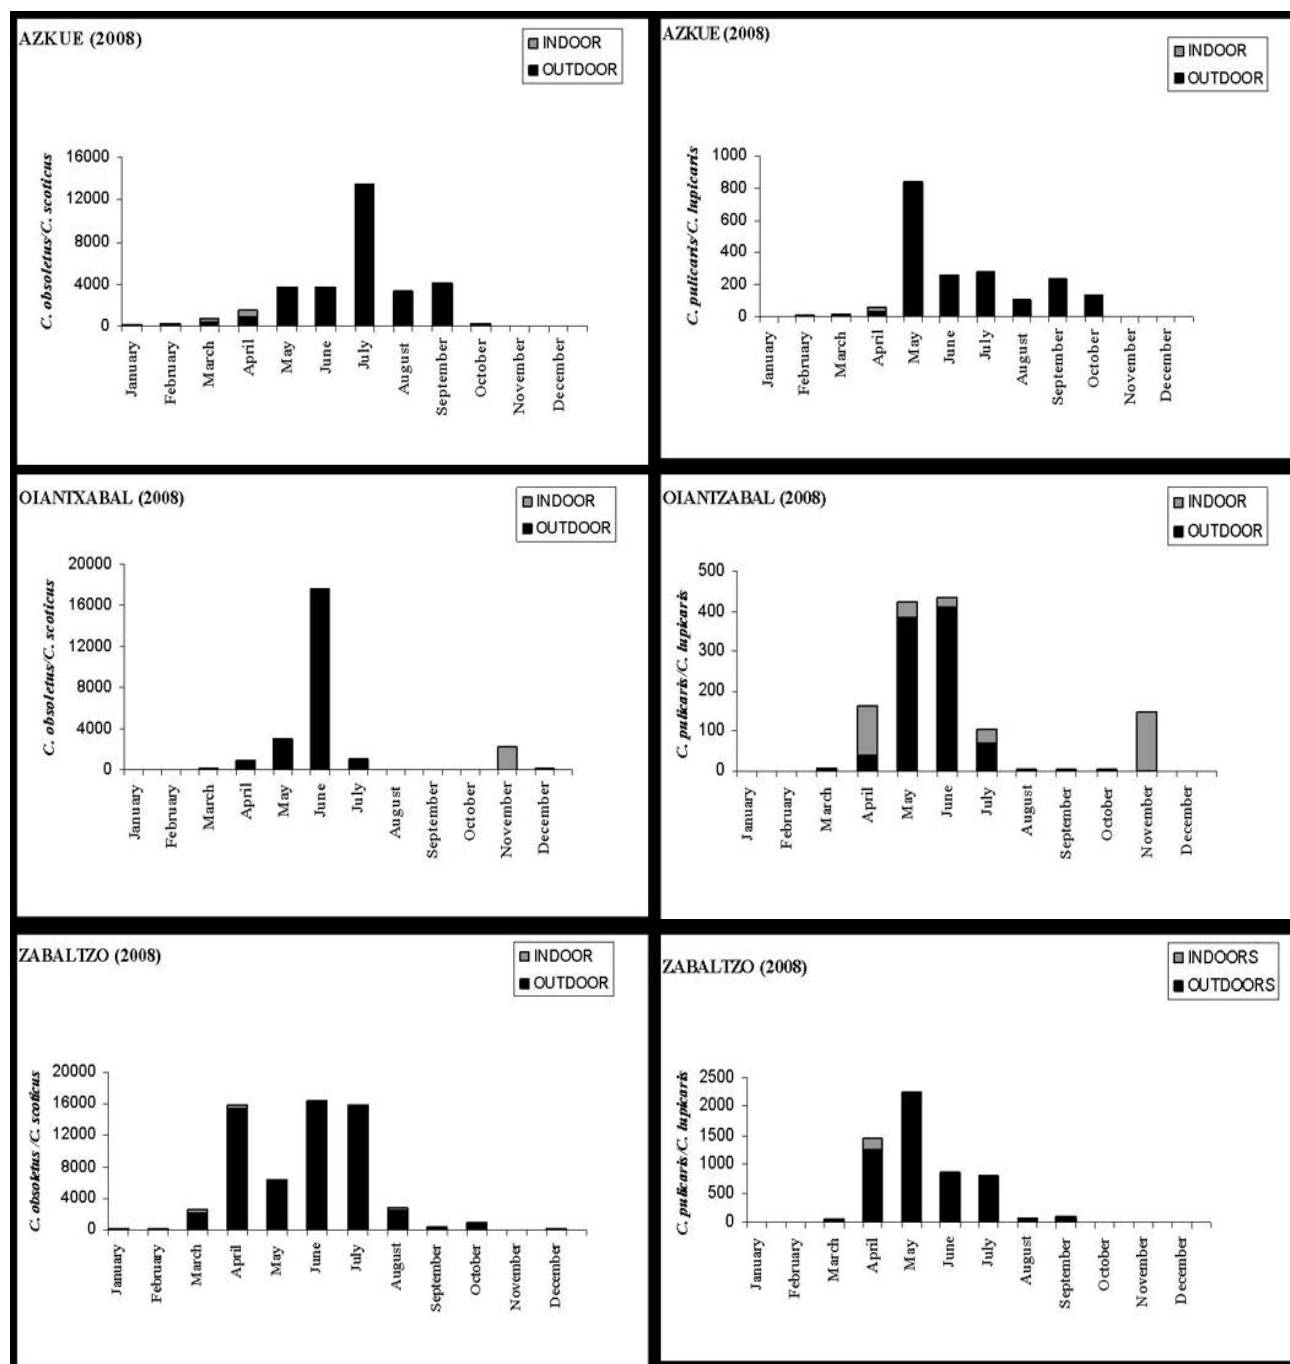 AZKUE (2008)
INDOOR
OUTDOOR
C. obsoletus/C. scoticus
16000
12000
8000
4000
0
January
February
March
April
May
June
July
August
September
October
November
December
AZKUE (2008)
INDOOR
OUTDOOR
C. pulicaris/C. lupicaris
1000
800
600
400
200
0
January
February
March
April
May
June
July
August
September
October
November
December
OIANTXABAL (2008)
INDOOR
OUTDOOR
C. obsoletus/C. scoticus
20000
16000
12000
8000
4000
0
January
February
March
April
May
June
July
August
September
October
November
December
OIANTZABAL (2008)
INDOOR
OUTDOOR
C. pulicaris/C. lupicaris
500
400
300
200
100
0
January
February
March
April
May
June
July
August
September
October
November
December
ZABALTZO (2008)
INDOOR
OUTDOOR
C. obsoletus /C. scoticus
20000
16000
12000
8000
4000
0
January
February
March
April
May
June
July
August
September
October
November
December
ZABALTZO (2008)
INDOORS
OUTDOORS
C. pulicaris/C. lupicaris
2500
2000
1500
1000
500
0
January
February
March
April
May
June
July
August
September
October
November
December